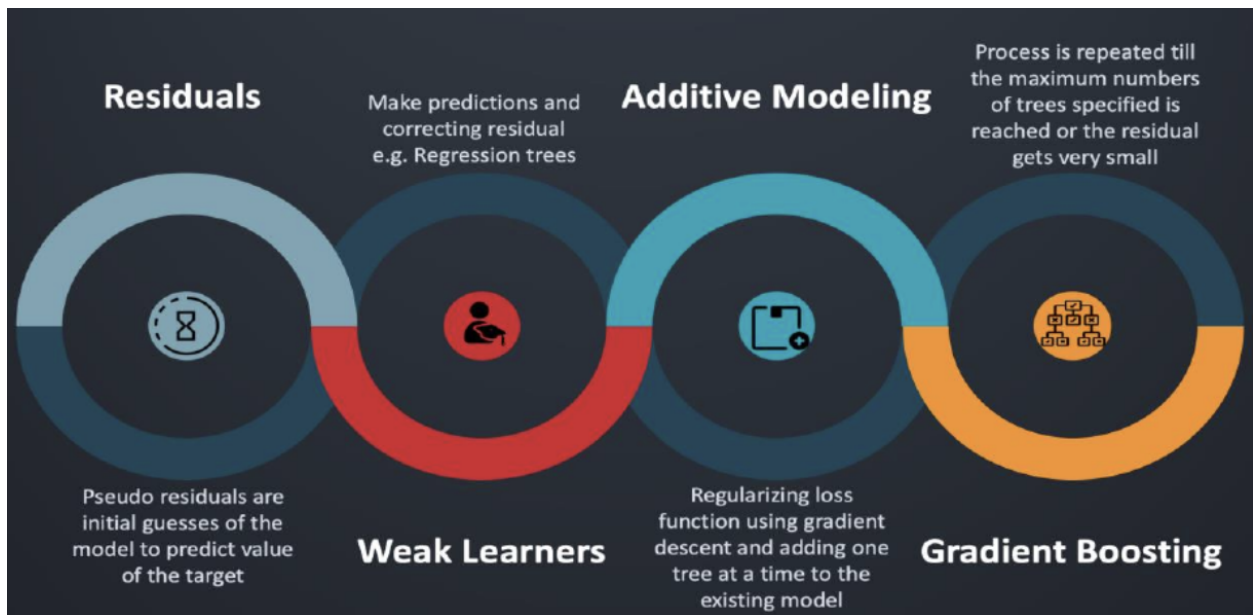 Residuals
Pseudo residuals are
initial guesses of the
model to predict value
of the target
Make predictions and
correcting residual
e.g. Regression trees
Weak Learners
Additive Modeling
Regularizing loss
function using gradient
descent and adding one
tree at a time to the
existing model
Process is repeated till
the maximum numbers
of trees specified is
reached or the residual
gets very small
Gradient Boosting